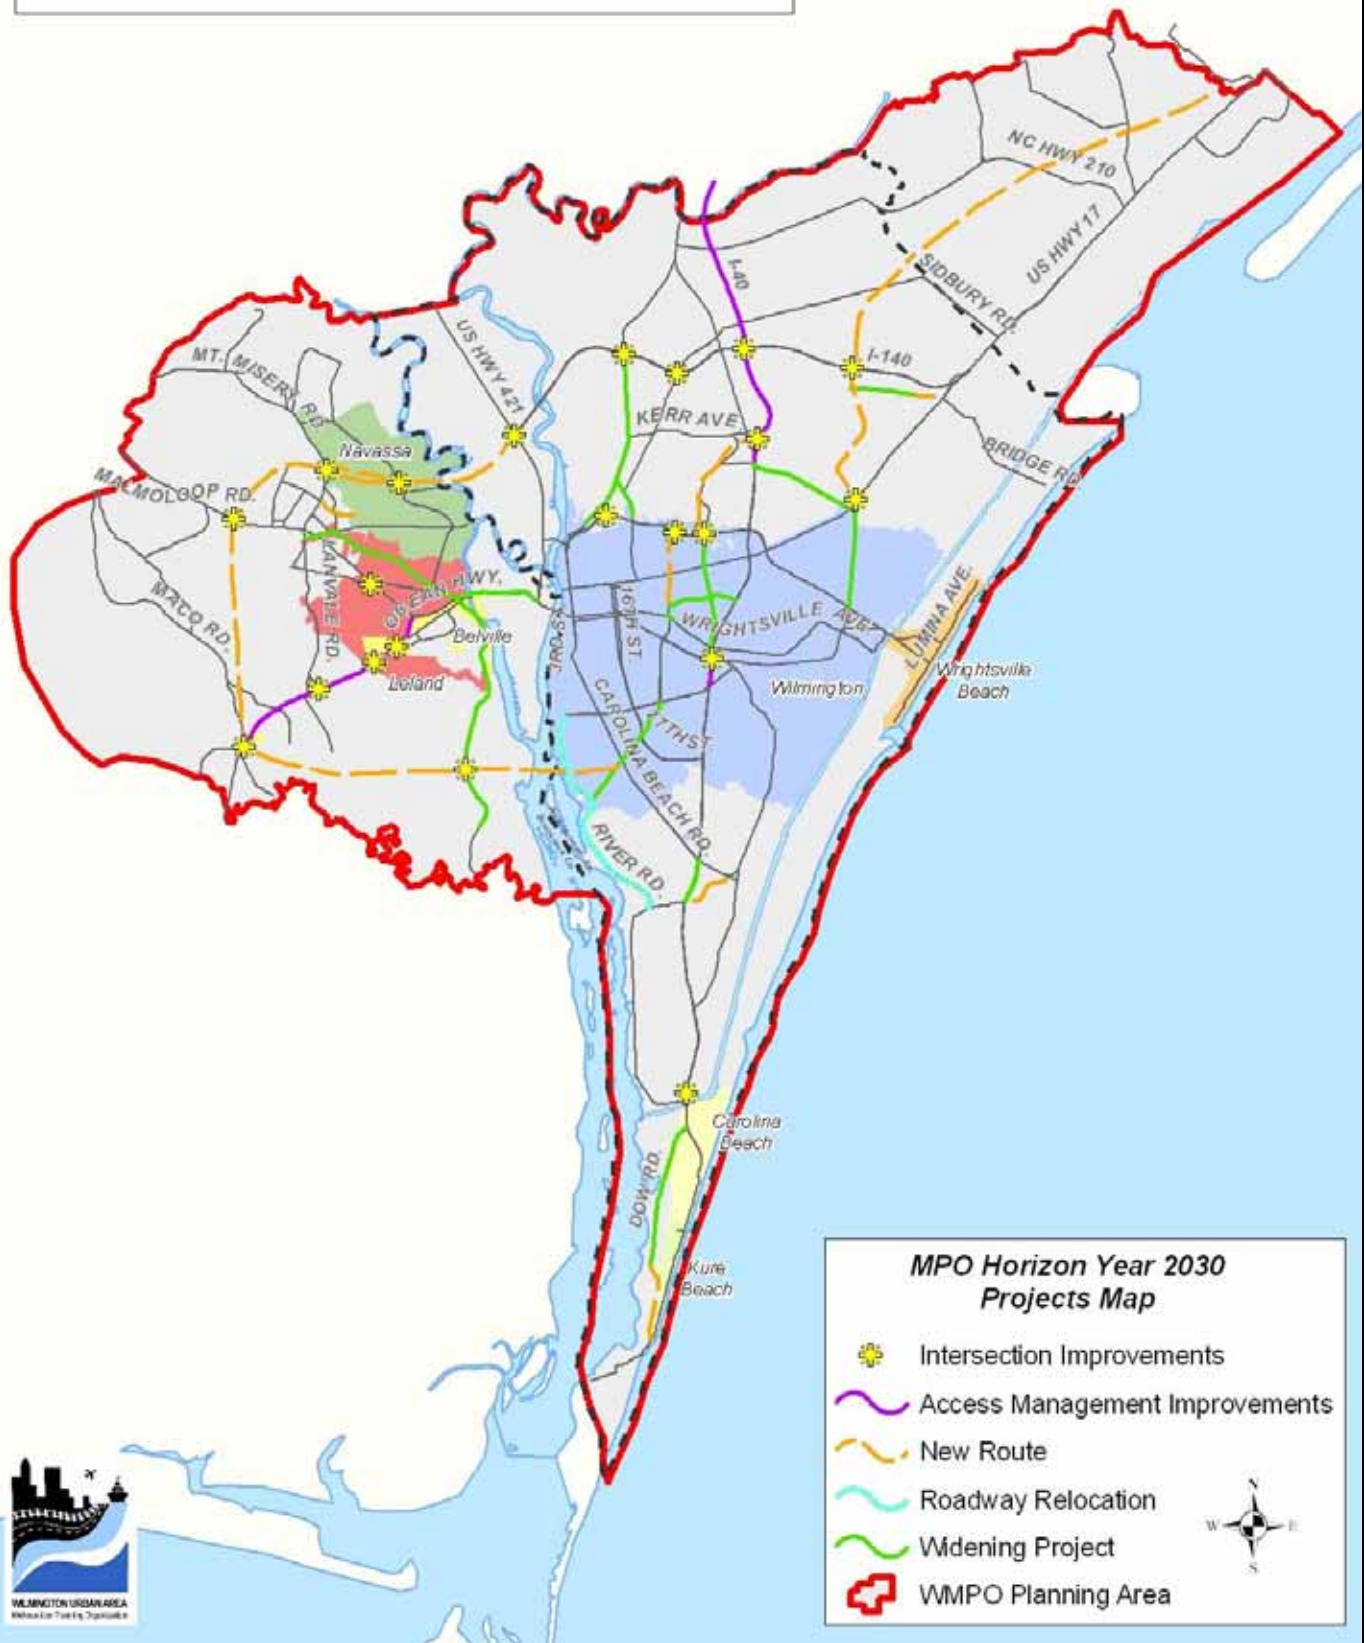 NC HWY 210
US HWY 17
I-40
SIDBURY RD.
US HWY 421
I-140
MT. MISERY RD.
KERR AVE
Navassa
BRIDGE RD.
MALMOLOOP RD.
LANVALE RD.
OCEAN HWY.
MACO RD.
16TH ST.
WRIGHTSVILLE AVE.
LUMINA AVE.
3RD.ST
Belville
Wrightsville
Beach
Leland
Wilmington
CAROLINA BEACH RD.
17TH ST.
RIVER RD.
Carolina
Beach
DOW RD.
Kure
Beach
MPO Horizon Year 2030
Projects Map
Intersection Improvements
Access Management Improvements
New Route
Roadway Relocation
Widening Project
WMPO Planning Area
N
W
E
S
WILMINGTON URBAN AREA
Metropolitan Planning Organization